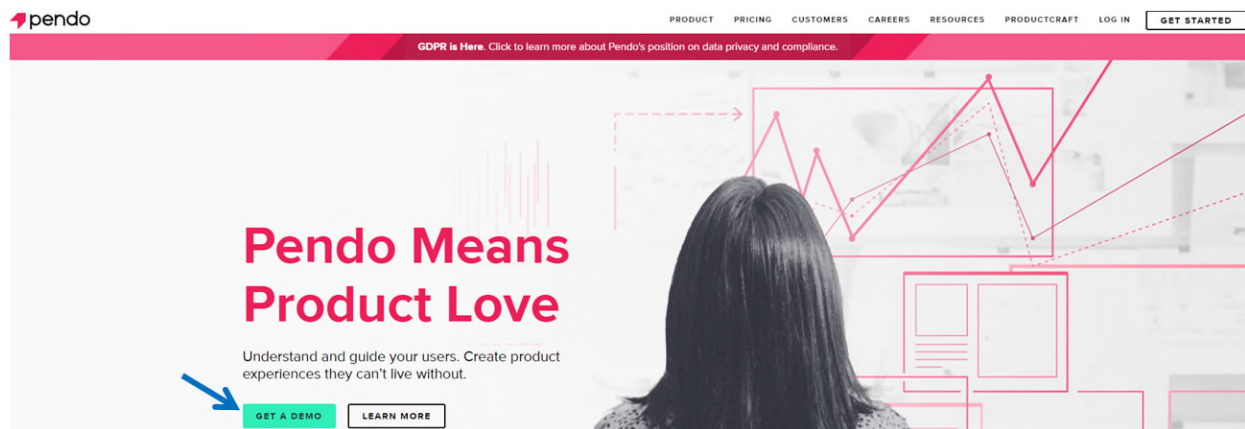 pendo
PRODUCT PRICING CUSTOMERS CAREERS RESOURCES PRODUCTCRAFT LOG IN GET STARTED
GDPR is Here. Click to learn more about Pendo's position on data privacy and compliance.
Pendo Means
Product Love
Understand and guide your users. Create product
experiences they can't live without.
GET A DEMO LEARN MORE